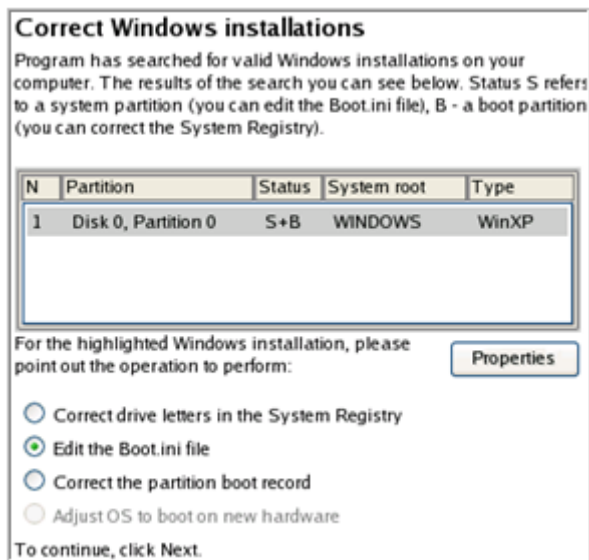 Correct Windows installations
Program has searched for valid Windows installations on your
computer. The results of the search you can see below. Status S refers
to a system partition (you can edit the Boot.ini file), B - a boot partition
(you can correct the System Registry).
N Partition Status System root Type
1 Disk 0, Partition 0 S+B WINDOWS WinXP
For the highlighted Windows installation, please
point out the operation to perform:
Properties
Correct drive letters in the System Registry
Edit the Boot.ini file
Correct the partition boot record
Adjust OS to boot on new hardware
To continue, click Next.